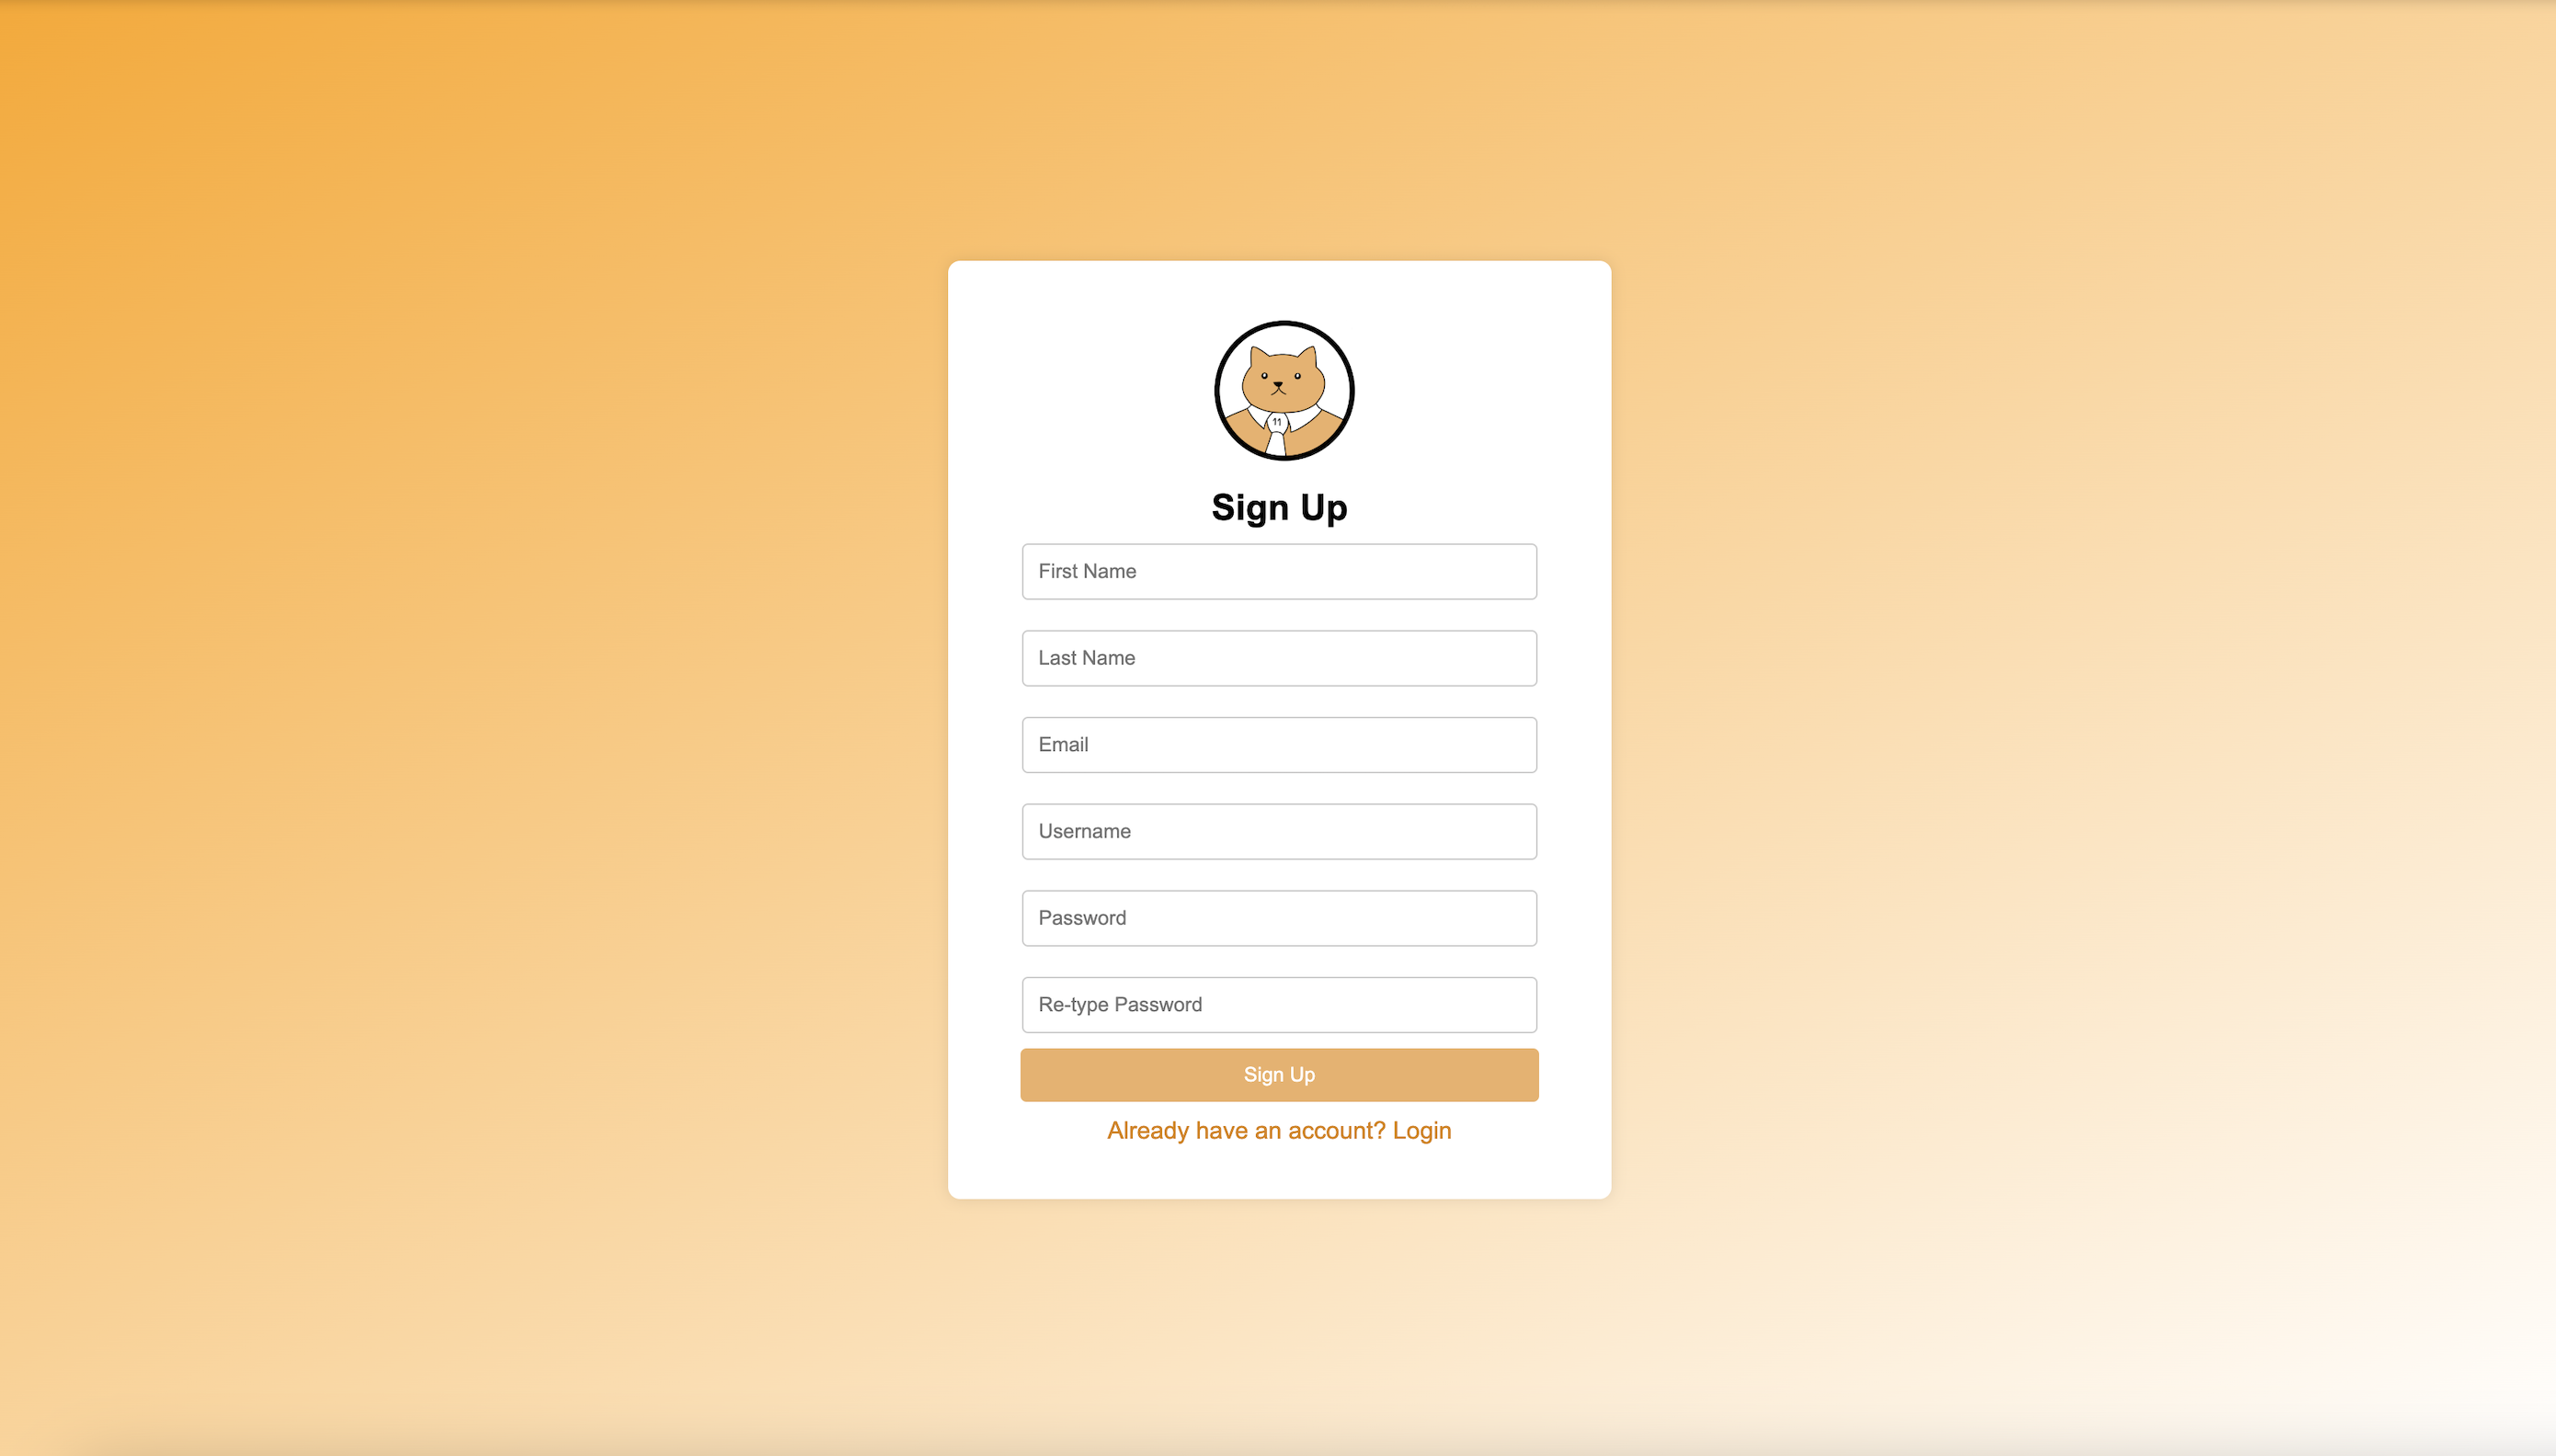 11
Sign Up
First Name
Last Name
Email
Username
Password
Re-type Password
Sign Up
Already have an account? Login